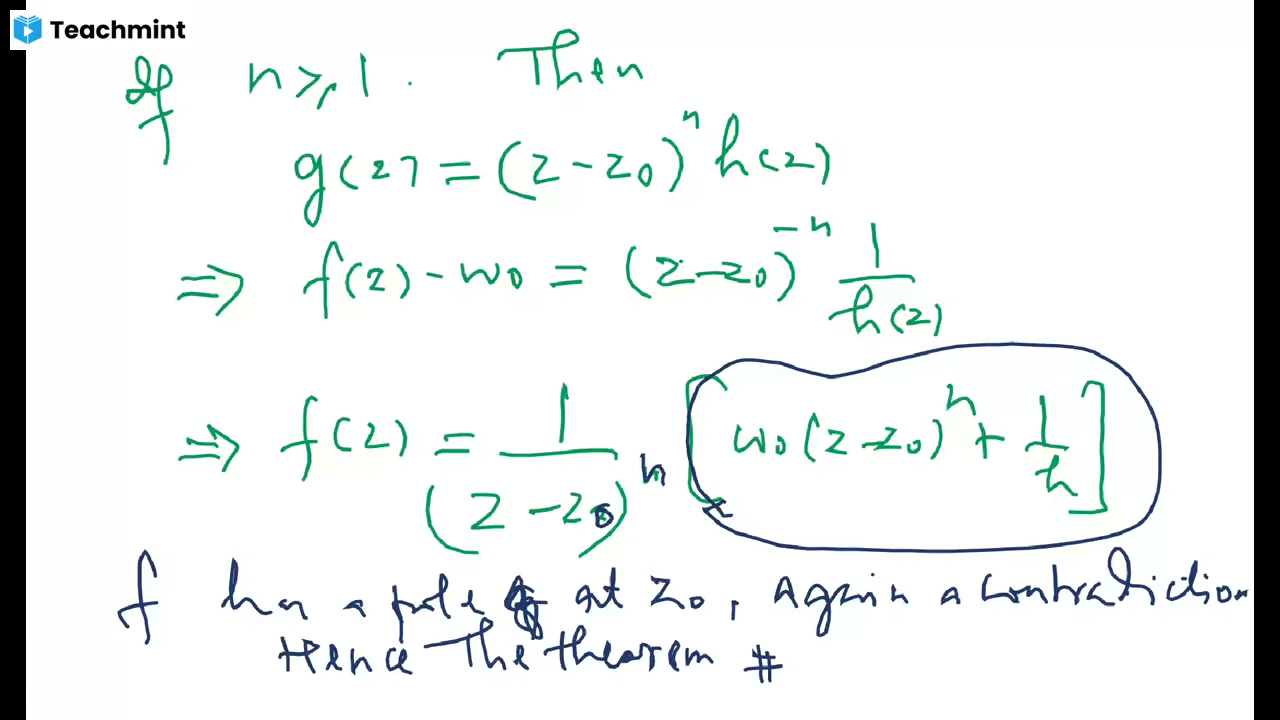 Teachmint
If n ≥ 1. Then
g(z) = (z - z0)^n h(z)
⇒ f(z) - w0 = (z - z0)^-n 1/h(z)
⇒ f(z) = 1/(z - z0)^n [w0(z - z0)^n + 1/h]
f has a pole at z0, again a contradiction
Hence the theorem #